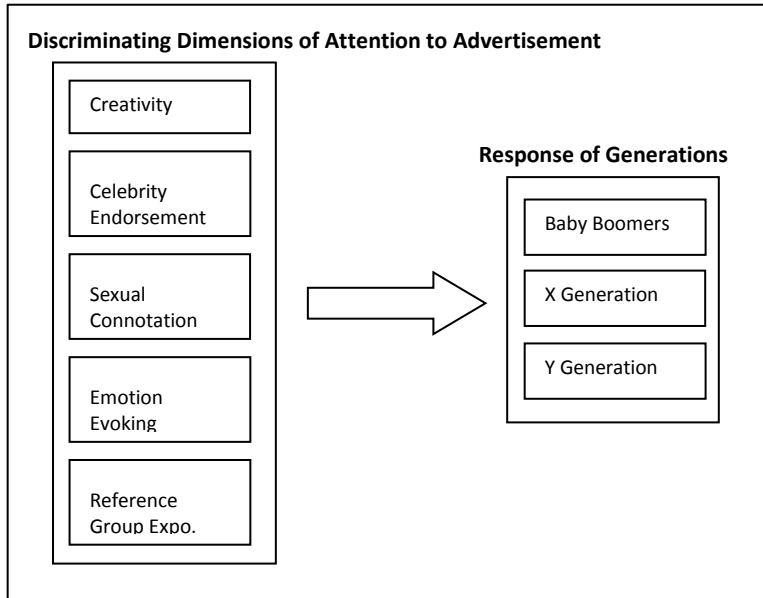 Discriminating Dimensions of Attention to Advertisement
Creativity
Celebrity
Endorsement
Sexual
Connotation
Emotion
Evoking
Reference
Group Expo.
Response of Generations
Baby Boomers
X Generation
Y Generation